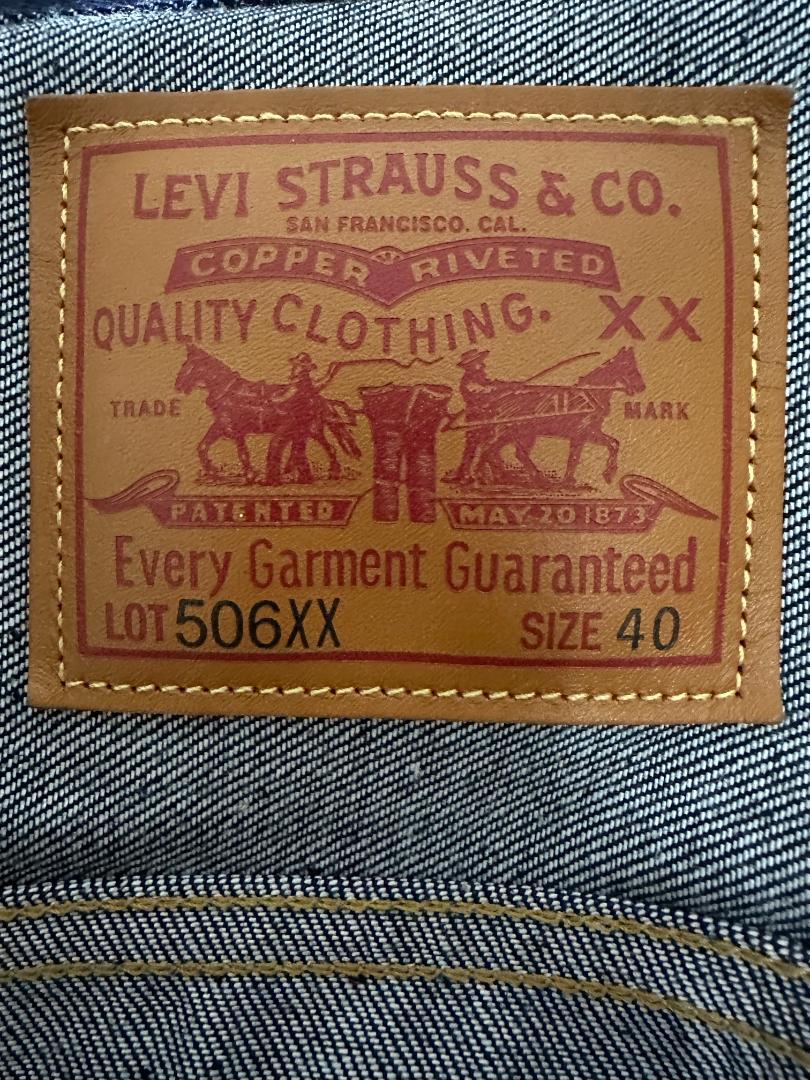 LEVI STRAUSS & CO.
SAN FRANCISCO. CAL.
COPPER RIVETED
QUALITY CLOTHING. XX
TRADE MARK
PATENTED MAY 20 1873
Every Garment Guaranteed
LOT 506XX SIZE 40